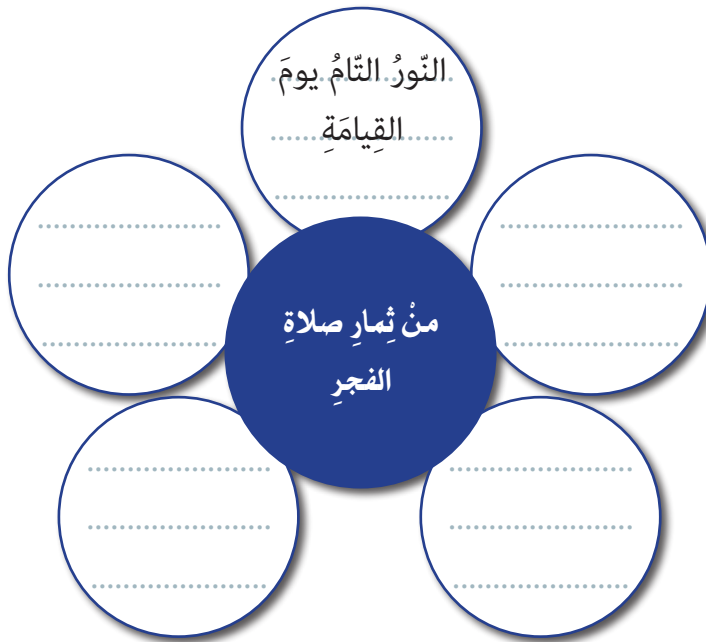 النّورُ التّامُ يومَ
القِيامَةِ
منْ ثِمارِ صلاةِ
الفجرِ